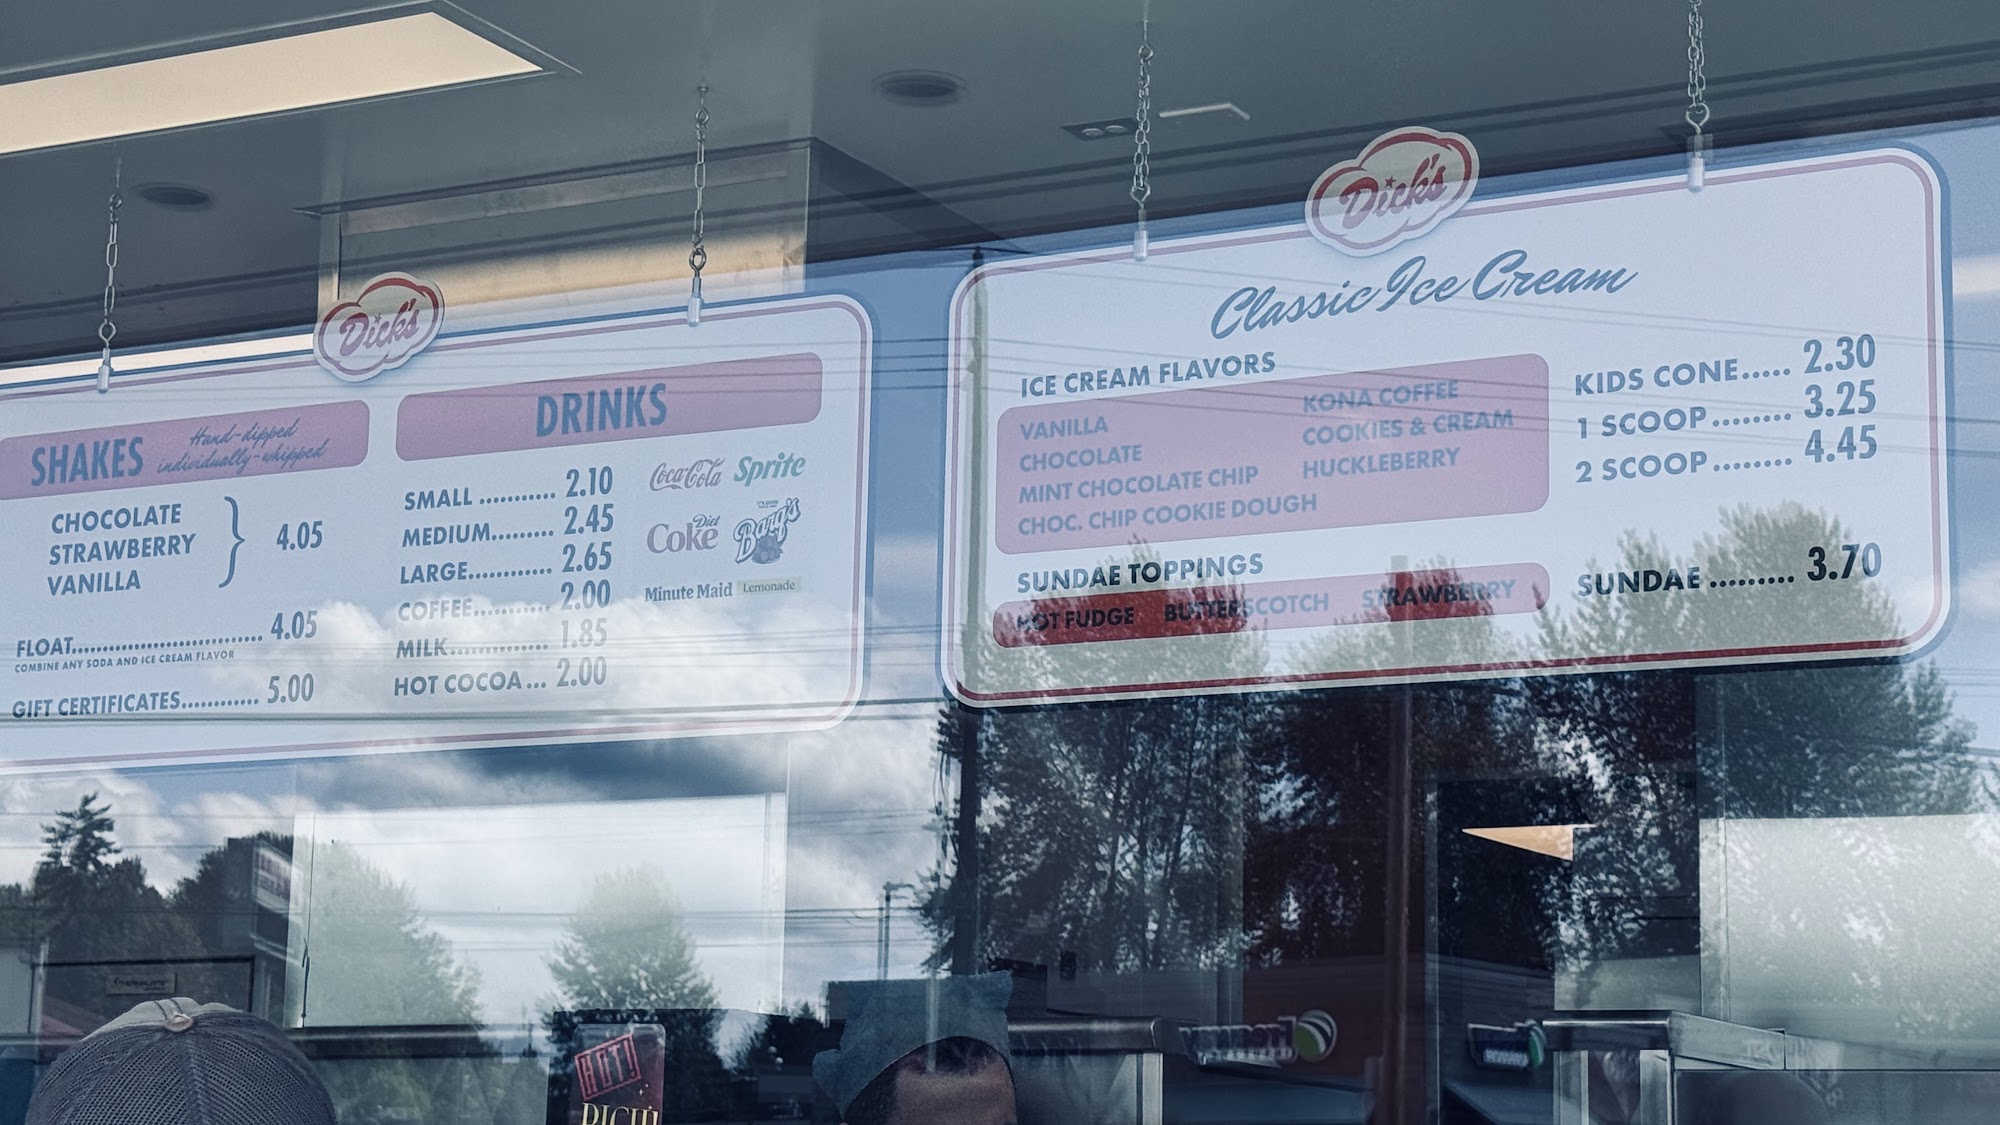 Dick's
SHAKES Hand-dipped
individually-whipped
CHOCOLATE
STRAWBERRY
VANILLA
4.05
FLOAT........................... 4.05
COMBINE ANY SODA AND ICE CREAM FLAVOR
GIFT CERTIFICATES............ 5.00
DRINKS
SMALL ........... 2.10
MEDIUM......... 2.45
LARGE............ 2.65
COFFEE........... 2.00
MILK.............. 1.85
HOT COCOA... 2.00
Coca-Cola Sprite
Diet
Coke
IT'S GOOD
Barq's
Minute Maid Lemonade
Dick's
Classic Ice Cream
ICE CREAM FLAVORS
VANILLA
CHOCOLATE
MINT CHOCOLATE CHIP
CHOC. CHIP COOKIE DOUGH
KONA COFFEE
COOKIES & CREAM
HUCKLEBERRY
KIDS CONE..... 2.30
1 SCOOP........ 3.25
2 SCOOP........ 4.45
SUNDAE TOPPINGS
HOT FUDGE BUTTERSCOTCH STRAWBERRY
SUNDAE ......... 3.70
HOT!
RICH!